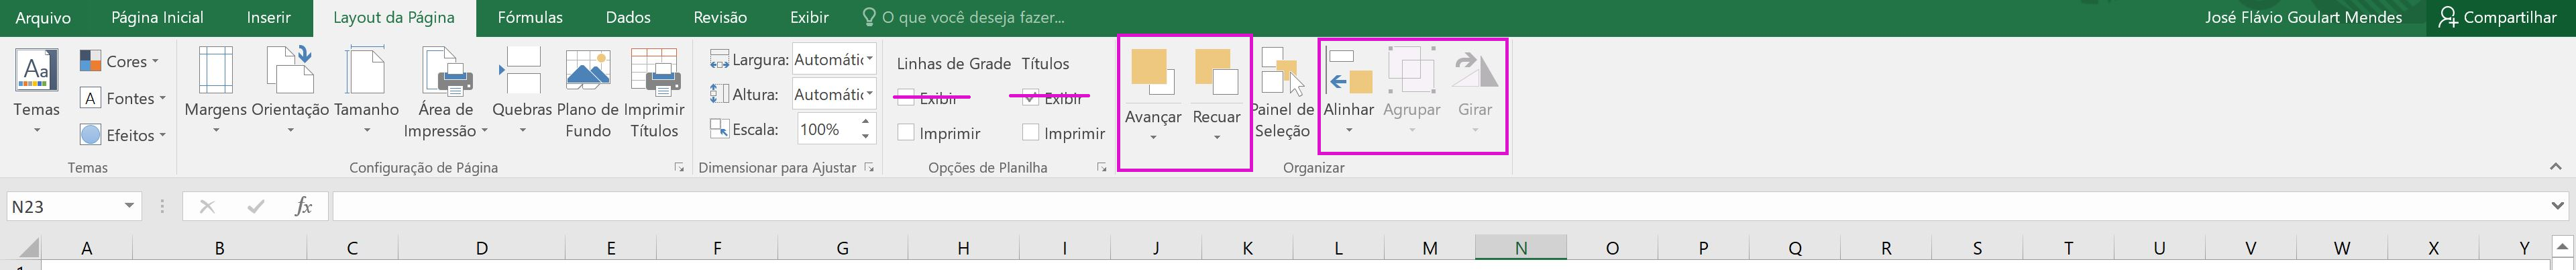 Arquivo Página Inicial Inserir Layout da Página Fórmulas Dados Revisão Exibir O que você deseja fazer... José Flávio Goulart Mendes Compartilhar
Aa Temas
Cores
A Fontes
Efeitos
Temas
Margens Orientação Tamanho Área de Impressão Quebras Plano de Fundo Imprimir Títulos
Configuração de Página
Largura: Automátic
Altura: Automátic
Escala: 100%
Dimensionar para Ajustar
Linhas de Grade Títulos
Exibir Exibir
Imprimir Imprimir
Opções de Planilha
Avançar Recuar Painel de Seleção Alinhar Agrupar Girar
Organizar
N23 fx
A B C D E F G H I J K L M N O P Q R S T U V W X Y
1